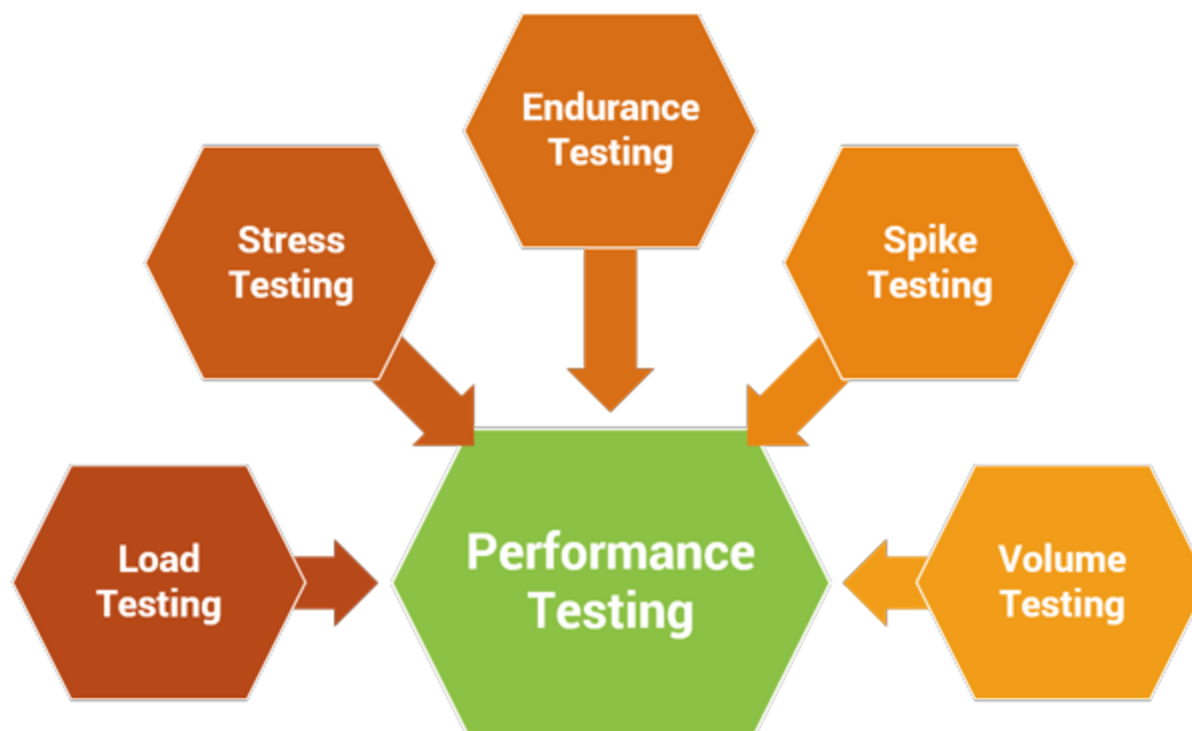 Endurance
Testing
Stress
Testing
Spike
Testing
Load
Testing
Performance
Testing
Volume
Testing